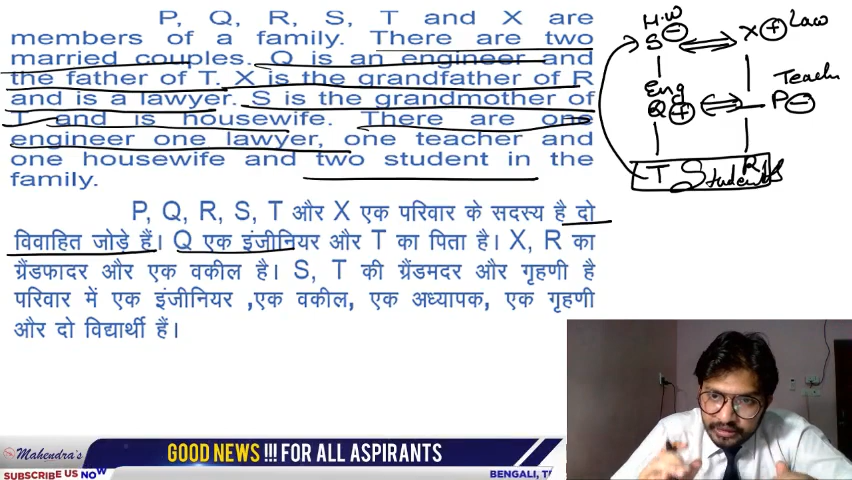 P, Q, R, S, T and X are
members of a family. There are two
married couples. Q is an engineer and
the father of T. X is the grandfather of R
and is a lawyer. S is the grandmother of
T and is housewife. There are one
engineer one lawyer, one teacher and
one housewife and two student in the
family.
P, Q, R, S, T और X एक परिवार के सदस्य है दो
विवाहित जोड़े हैं। Q एक इंजीनियर और T का पिता है। X, R का
ग्रैंडफादर और एक वकील है। S, T की ग्रैंडमदर और गृहणी है
परिवार में एक इंजीनियर ,एक वकील, एक अध्यापक, एक गृहणी
और दो विद्यार्थी हैं।
H.W
S − X + Law
Eng Teach
Q + P −
T Students R
Mahendra's
SUBSCRIBE US NOW
GOOD NEWS !!! FOR ALL ASPIRANTS
BENGALI,